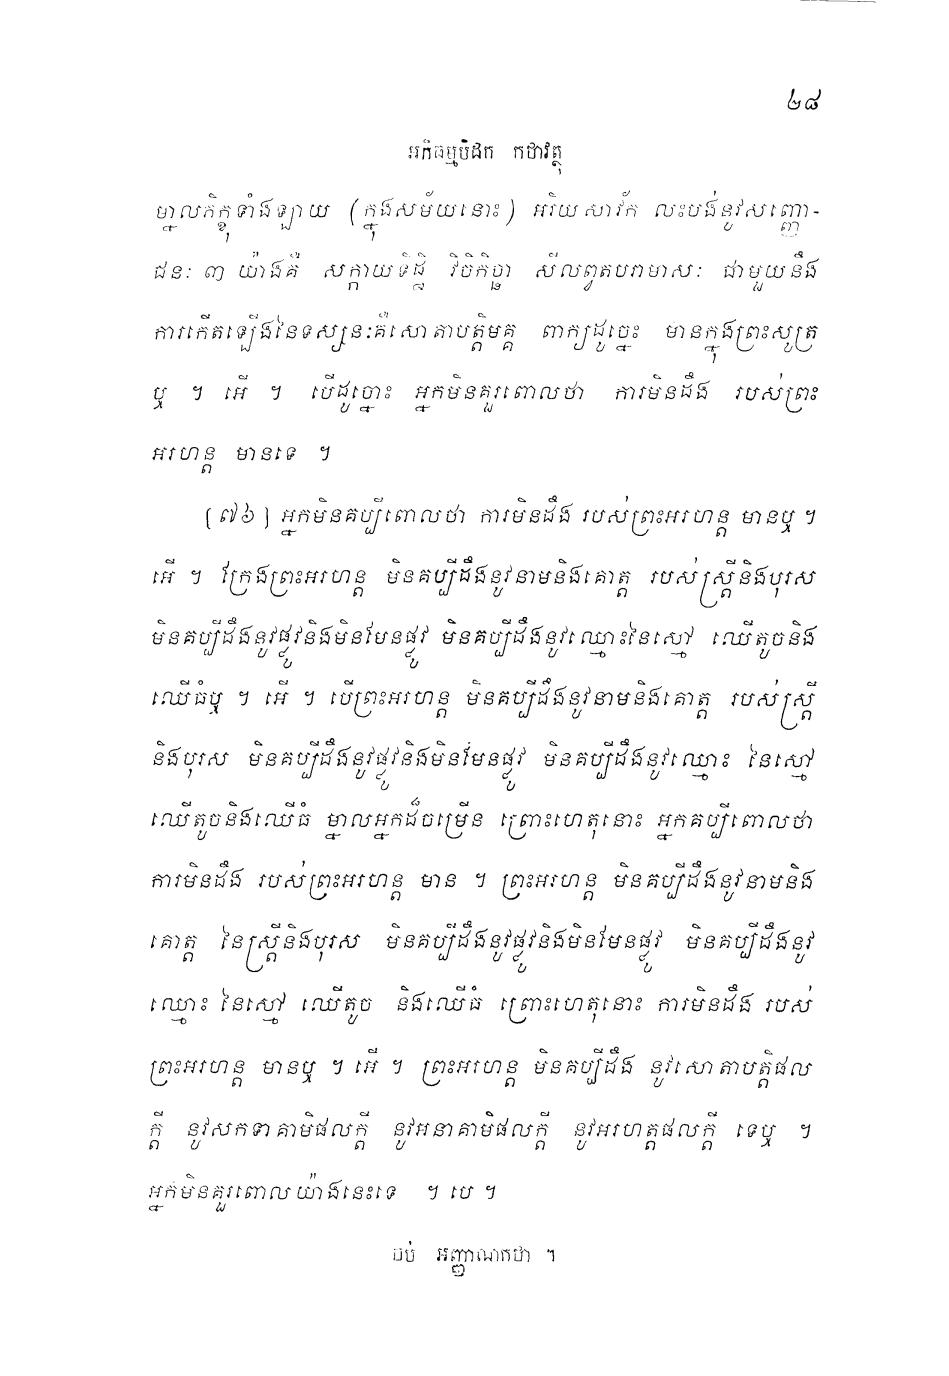 ២៨
អភិធម្មបិដក កថាវត្ថុ
ម្នាលភិក្ខុទាំងឡាយ (ក្នុងសម័យនោះ) អរិយសាវ័ក លះបង់នូវសញ្ញោ-
ជនៈ ៣ យ៉ាងគឺ សក្កាយទិដ្ឋិ វិចិកិច្ឆា សីលព្វតបរាមាសៈ ជាមួយនឹង
ការកើតឡើងនៃទស្សនៈគឺសោតាបត្តិមគ្គ ពាក្យដូច្នេះ មានក្នុងព្រះសូត្រ
ឬ ។ អើ ។ បើដូច្នោះ អ្នកមិនគួរពោលថា ការមិនដឹង របស់ព្រះ
អរហន្ត មានទេ ។
(៧៦) អ្នកមិនគប្បីពោលថា ការមិនដឹង របស់ព្រះអរហន្ត មានឬ ។
អើ ។ ក្រែងព្រះអរហន្ត មិនគប្បីដឹងនូវនាមនិងគោត្ត របស់ស្ត្រីនិងបុរស
មិនគប្បីដឹងនូវផ្លូវនិងមិនមែនផ្លូវ មិនគប្បីដឹងនូវឈ្មោះនៃស្មៅ ឈើតូចនិង
ឈើធំឬ ។ អើ ។ បើព្រះអរហន្ត មិនគប្បីដឹងនូវនាមនិងគោត្ត របស់ស្ត្រី
និងបុរស មិនគប្បីដឹងនូវផ្លូវនិងមិនមែនផ្លូវ មិនគប្បីដឹងនូវឈ្មោះ នៃស្មៅ
ឈើតូចនិងឈើធំ ម្នាលអ្នកដ៏ចម្រើន ព្រោះហេតុនោះ អ្នកគប្បីពោលថា
ការមិនដឹង របស់ព្រះអរហន្ត មាន ។ ព្រះអរហន្ត មិនគប្បីដឹងនូវនាមនិង
គោត្ត នៃស្ត្រីនិងបុរស មិនគប្បីដឹងនូវផ្លូវនិងមិនមែនផ្លូវ មិនគប្បីដឹងនូវ
ឈ្មោះ នៃស្មៅ ឈើតូច និងឈើធំ ព្រោះហេតុនោះ ការមិនដឹង របស់
ព្រះអរហន្ត មានឬ ។ អើ ។ ព្រះអរហន្ត មិនគប្បីដឹង នូវសោតាបត្តិផល
ក្តី នូវសកទាគាមិផលក្តី នូវអនាគាមិផលក្តី នូវអរហត្តផលក្តី ទេឬ ។
អ្នកមិនគួរពោលយ៉ាងនេះទេ ។ បេ ។
ចប់ អញ្ញាណកថា ។